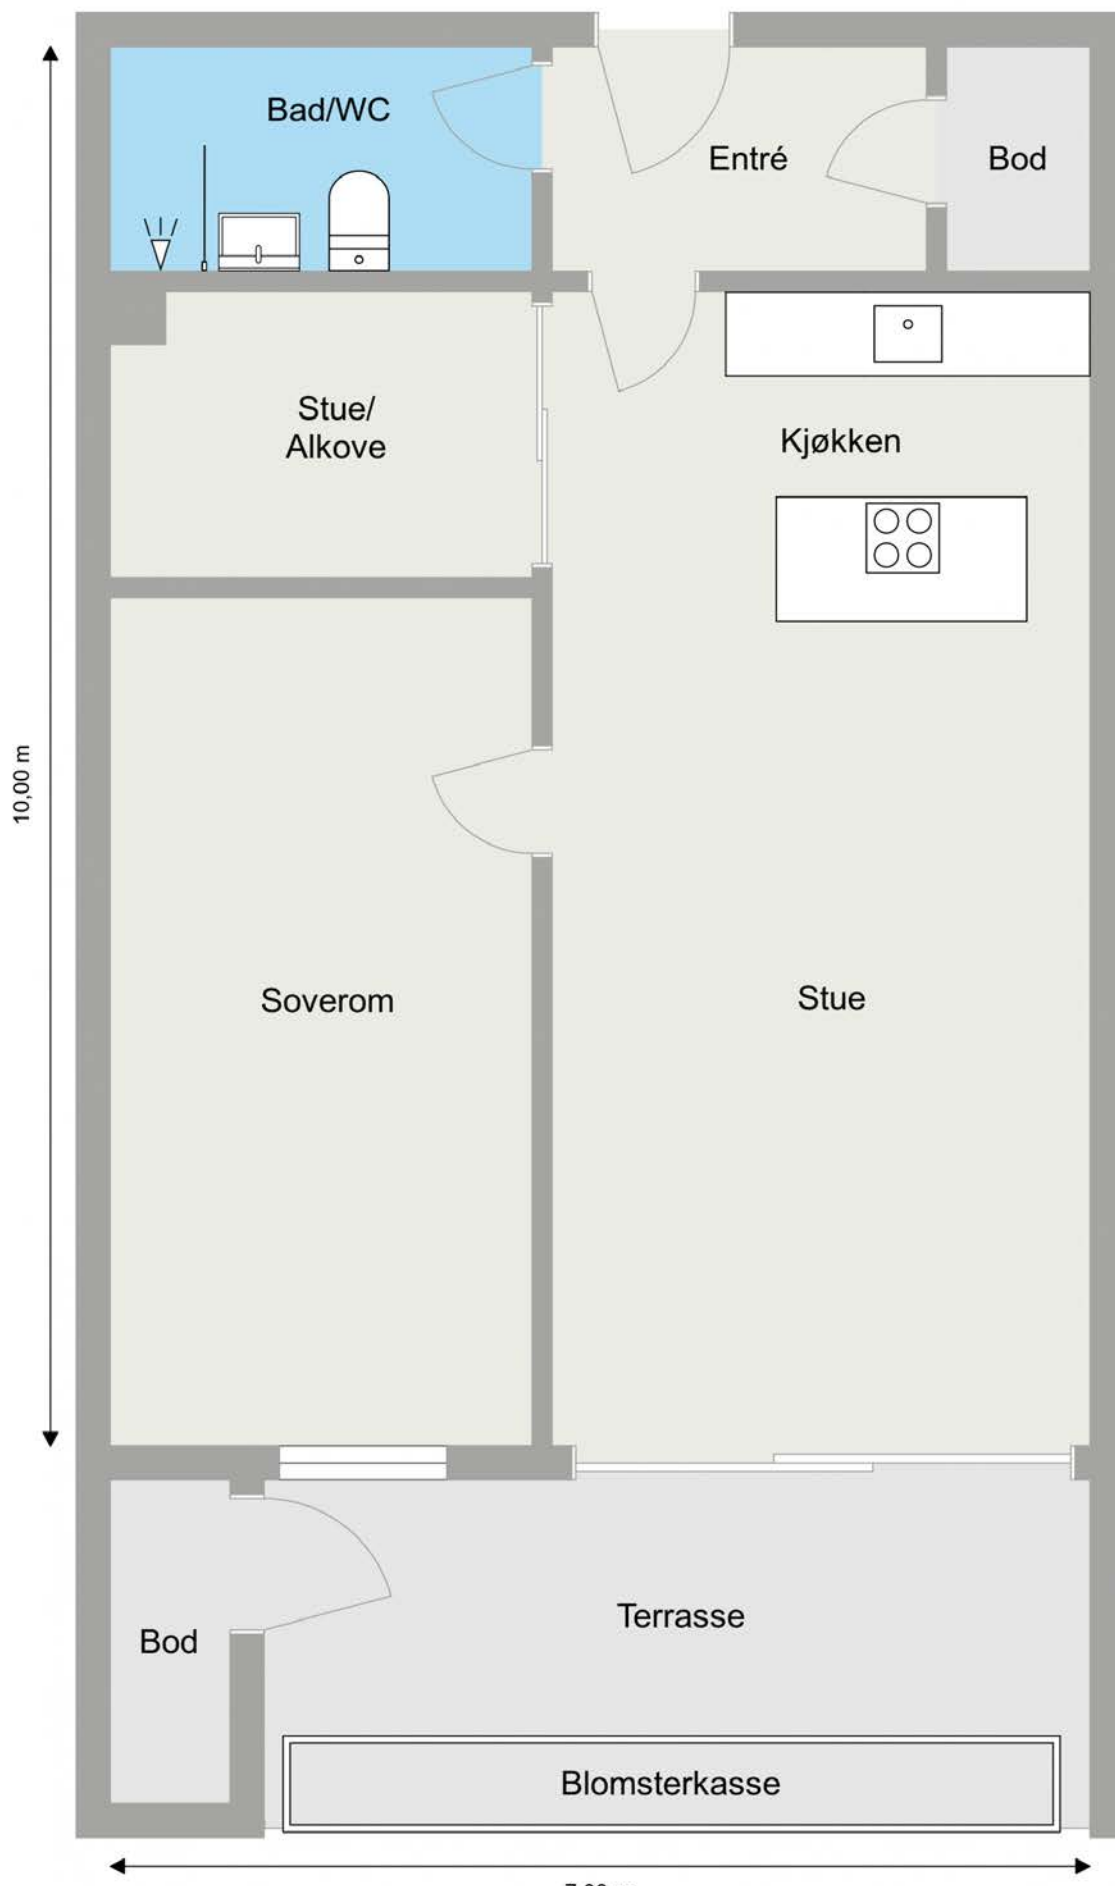 Bad/WC
Entré
Bod
Stue/
Alkove
Kjøkken
10,00 m
Soverom
Stue
Bod
Terrasse
Blomsterkasse